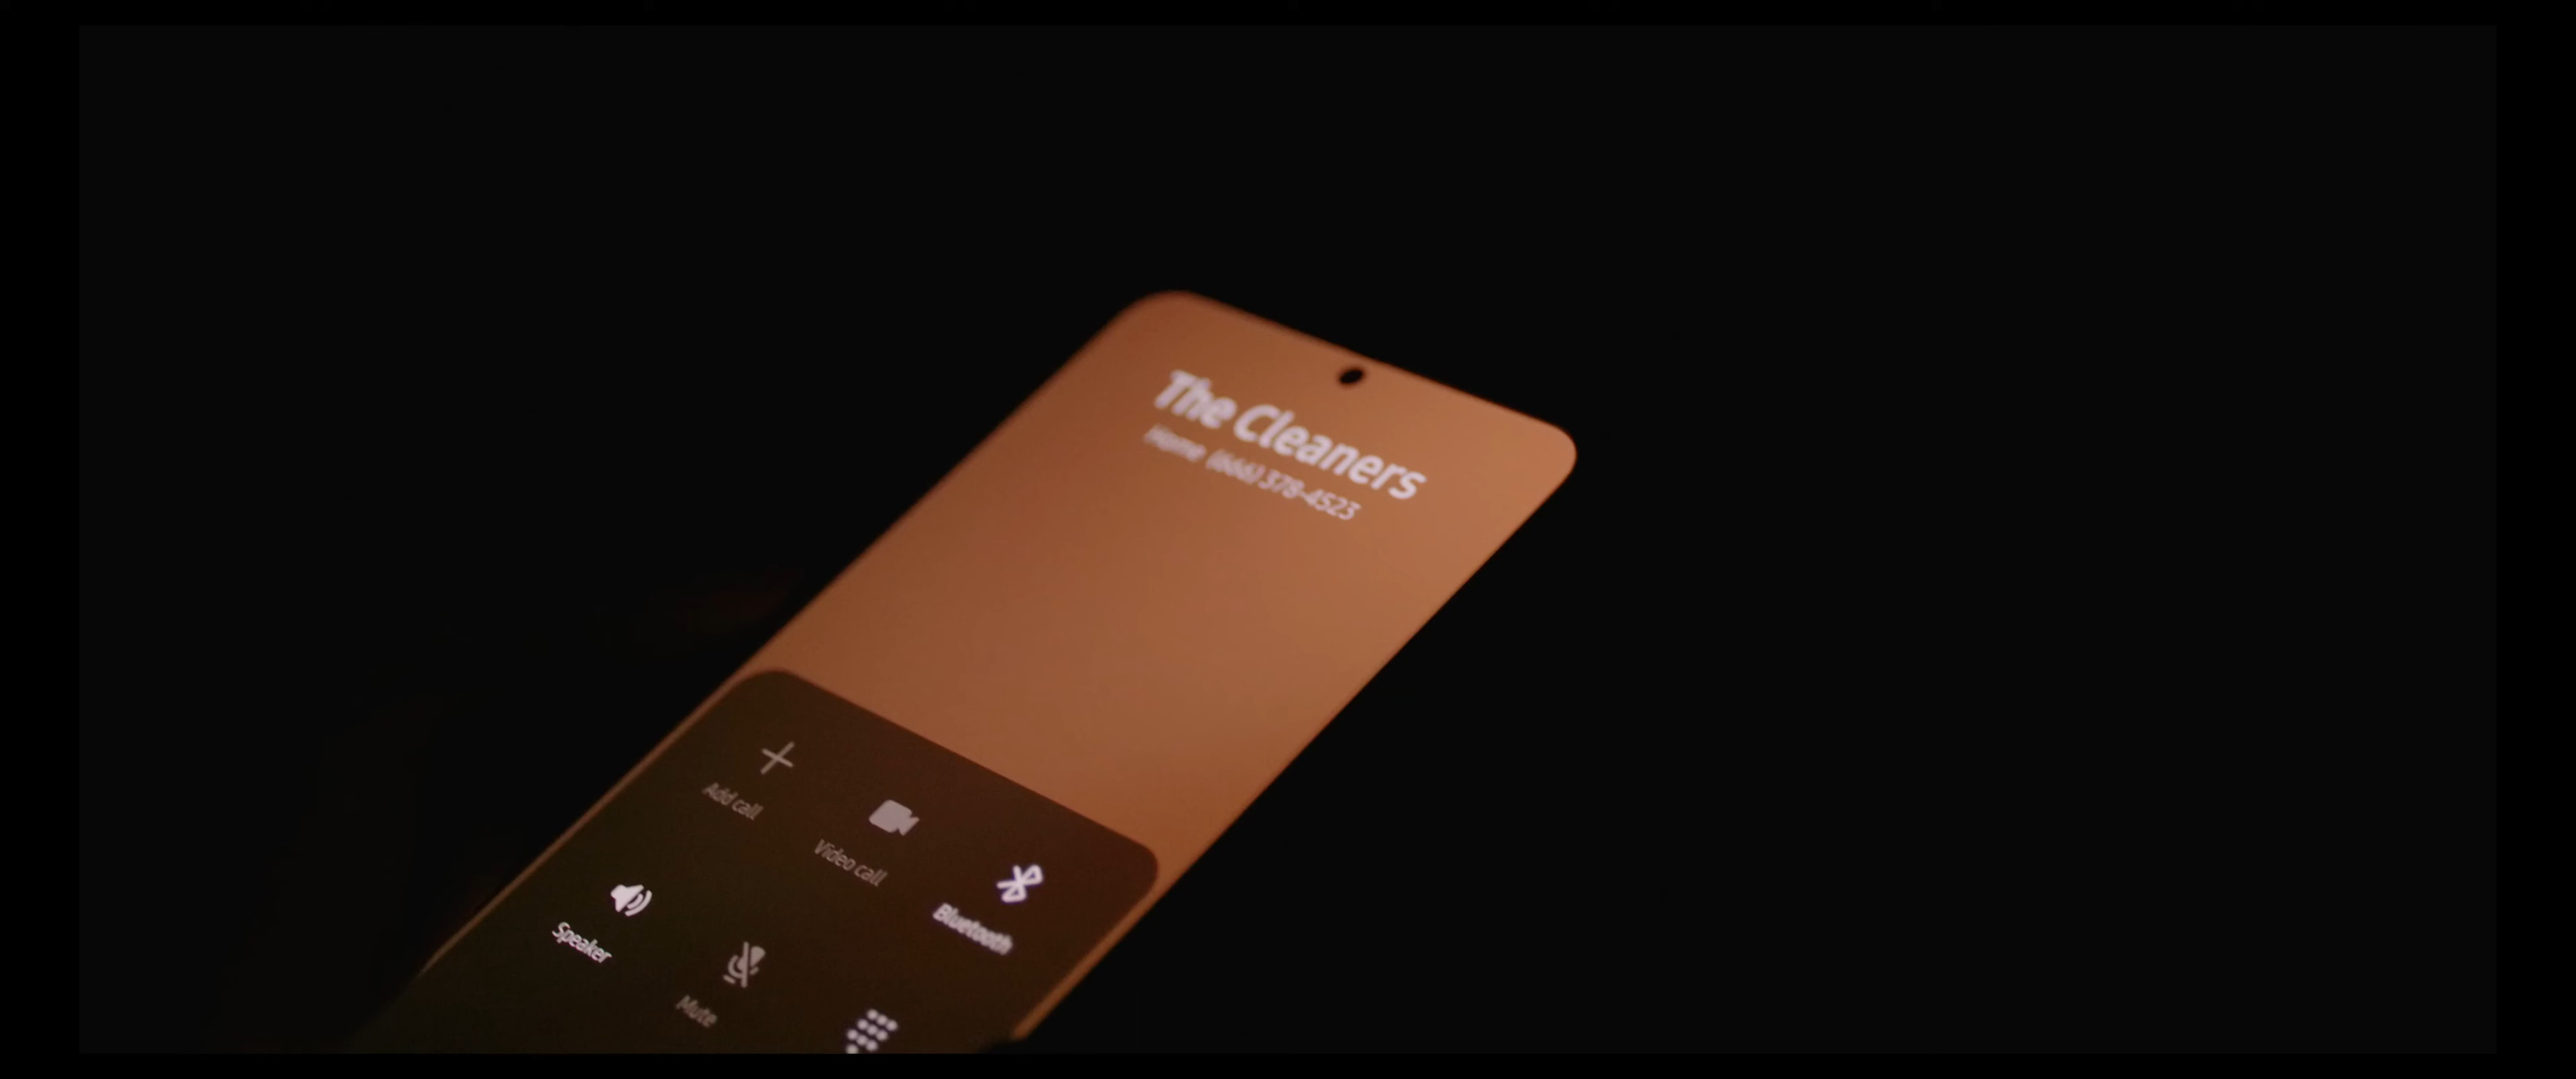 The Cleaners
Home (666) 378-4523
Add call
Video call
Bluetooth
Speaker
Mute